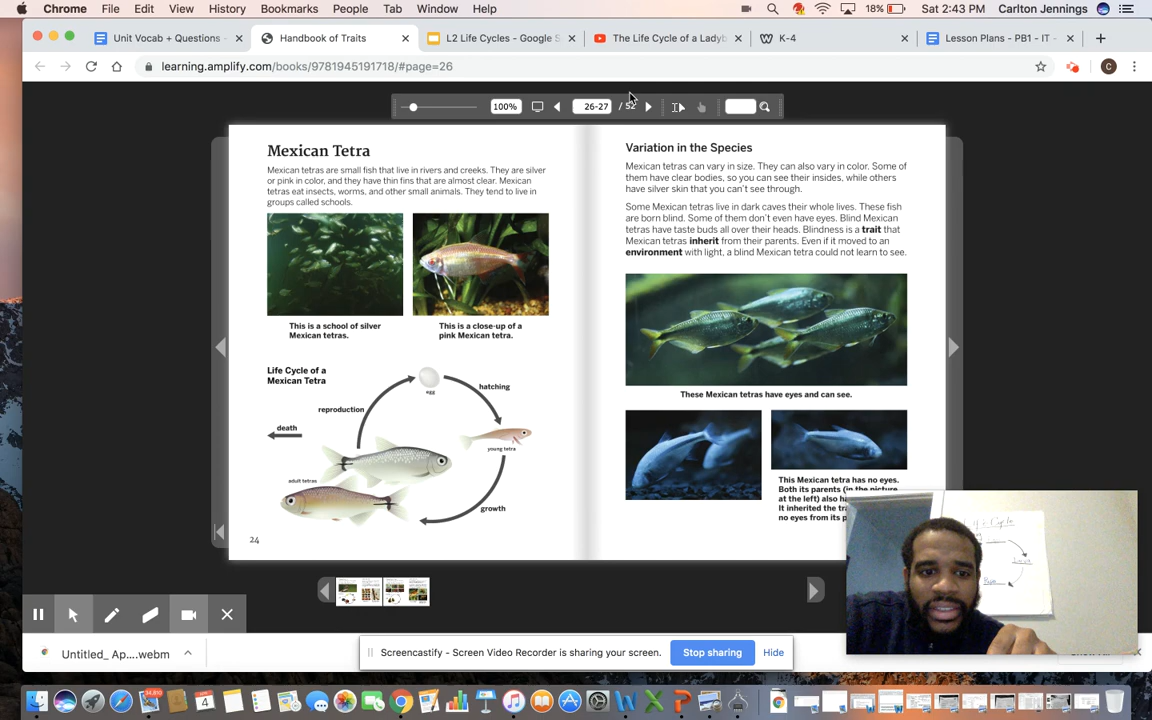 Chrome File Edit View History Bookmarks People Tab Window Help 18% Sat 2:43 PM Carlton Jennings
Unit Vocab + Questions - Handbook of Traits L2 Life Cycles - Google S The Life Cycle of a Ladyb K-4 Lesson Plans - PB1 - IT -
learning.amplify.com/books/9781945191718/#page=26 C
100% 26-27 / 52
Mexican Tetra
Mexican tetras are small fish that live in rivers and creeks. They are silver
or pink in color, and they have thin fins that are almost clear. Mexican
tetras eat insects, worms, and other small animals. They tend to live in
groups called schools.
This is a school of silver
Mexican tetras.
This is a close-up of a
pink Mexican tetra.
Life Cycle of a
Mexican Tetra
egg
hatching
reproduction
death
young tetra
adult tetras
growth
24
Variation in the Species
Mexican tetras can vary in size. They can also vary in color. Some of
them have clear bodies, so you can see their insides, while others
have silver skin that you can't see through.
Some Mexican tetras live in dark caves their whole lives. These fish
are born blind. Some of them don't even have eyes. Blind Mexican
tetras have taste buds all over their heads. Blindness is a trait that
Mexican tetras inherit from their parents. Even if it moved to an
environment with light, a blind Mexican tetra could not learn to see.
These Mexican tetras have eyes and can see.
This Mexican tetra has no eyes.
Both its parents (in the picture
at the left) also ha
It inherited the tra
no eyes from its p
Cycle
Larva
Pupa
Untitled_ Ap....webm
Screencastify - Screen Video Recorder is sharing your screen. Stop sharing Hide